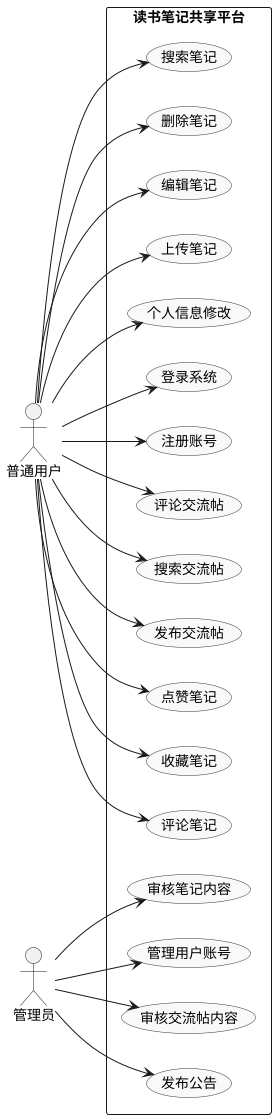 读书笔记共享平台
搜索笔记
删除笔记
编辑笔记
上传笔记
个人信息修改
登录系统
注册账号
普通用户
评论交流帖
搜索交流帖
发布交流帖
点赞笔记
收藏笔记
评论笔记
审核笔记内容
管理用户账号
管理员
审核交流帖内容
发布公告